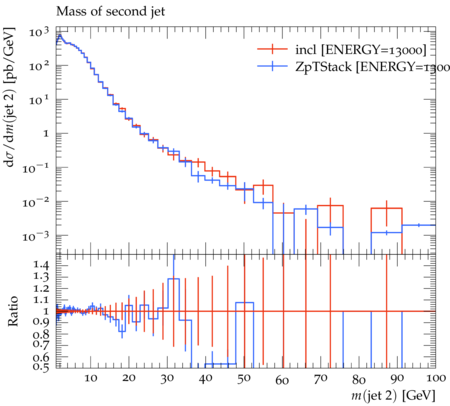 Mass of second jet
dσ/dm(jet 2) [pb/GeV]
10³
10²
10¹
1
10⁻¹
10⁻²
10⁻³
incl [ENERGY=13000]
ZpTStack [ENERGY=1300
Ratio
1.4
1.3
1.2
1.1
1
0.9
0.8
0.7
0.6
0.5
10 20 30 40 50 60 70 80 90 100
m(jet 2) [GeV]